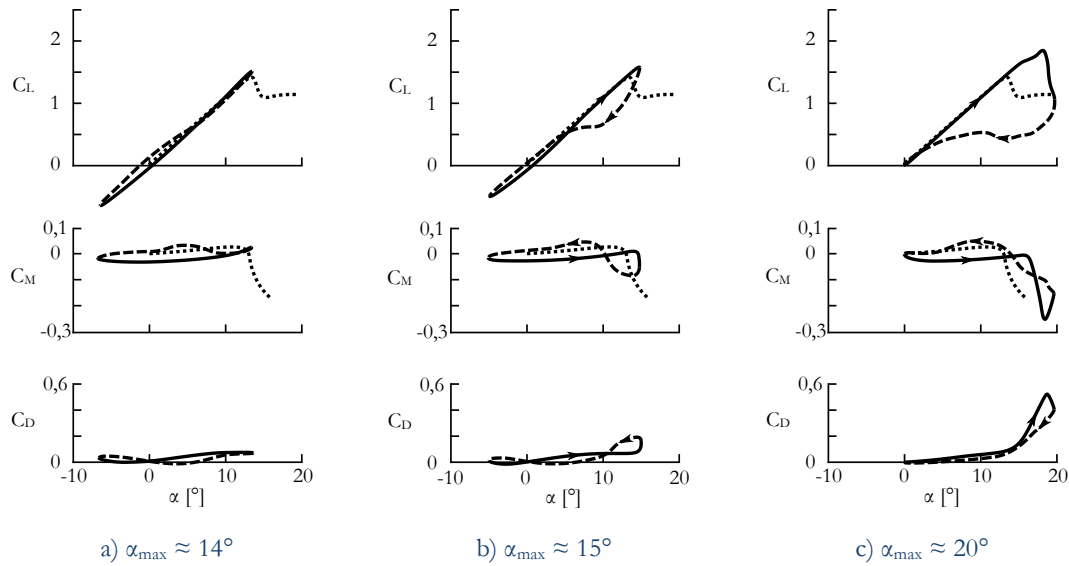 2 2 2
C_L C_L C_L
1 1 1
0 0 0
0,1 0,1 0,1
0 0 0
C_M C_M C_M
-0,3 -0,3 -0,3
0,6 0,6 0,6
C_D C_D C_D
0 0 0
-10 0 10 20 -10 0 10 20 -10 0 10 20
α [°] α [°] α [°]
a) α_max ≈ 14° b) α_max ≈ 15° c) α_max ≈ 20°